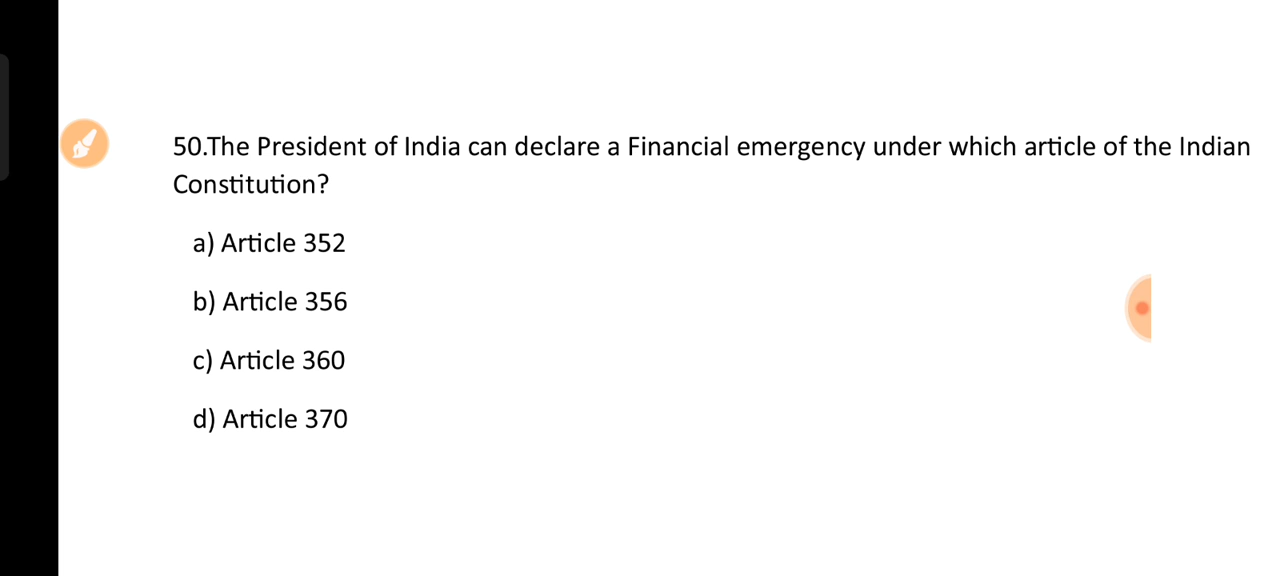 50.The President of India can declare a Financial emergency under which article of the Indian
Constitution?
a) Article 352
b) Article 356
c) Article 360
d) Article 370